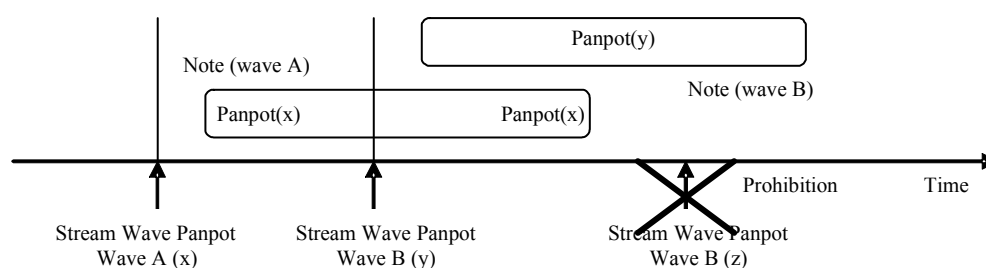 Panpot(y)
Note (wave A)
Note (wave B)
Panpot(x)
Panpot(x)
Prohibition
Time
Stream Wave Panpot
Wave A (x)
Stream Wave Panpot
Wave B (y)
Stream Wave Panpot
Wave B (z)